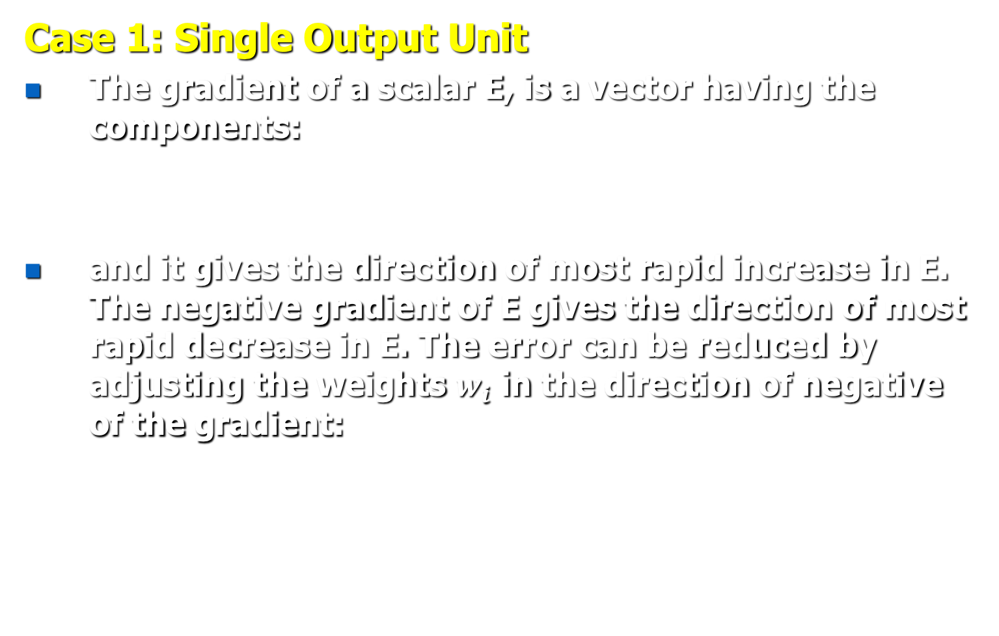 Case 1: Single Output Unit
The gradient of a scalar E, is a vector having the
components:
and it gives the direction of most rapid increase in E.
The negative gradient of E gives the direction of most
rapid decrease in E. The error can be reduced by
adjusting the weights wᵢ in the direction of negative
of the gradient: